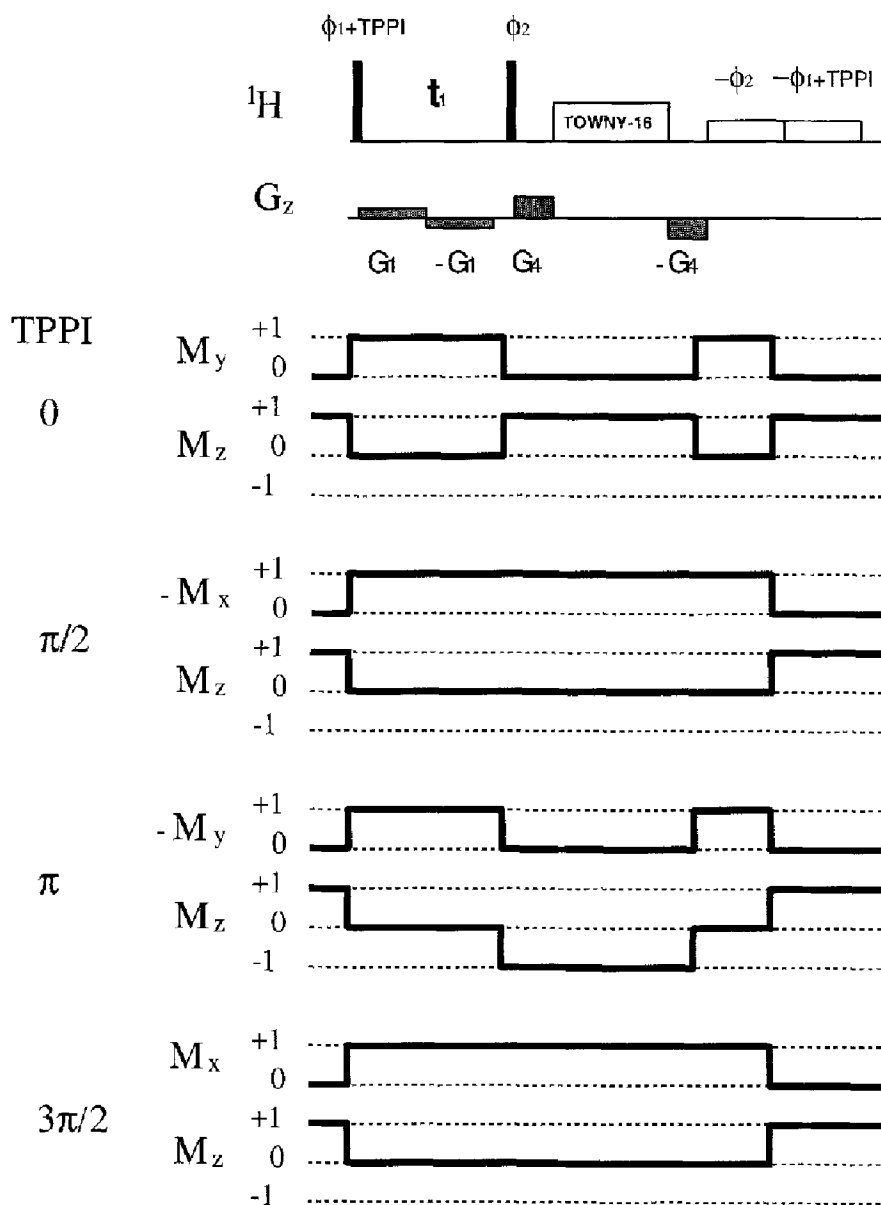 ϕ1+TPPI ϕ2
t1 −ϕ2 −ϕ1+TPPI
1H TOWNY-16
Gz
G1 -G1 G4 -G4
TPPI
+1
My 0
0 +1
Mz 0
-1
+1
-Mx 0
π/2
+1
Mz 0
-1
+1
-My 0
π +1
Mz 0
-1
+1
Mx 0
3π/2 +1
Mz 0
-1